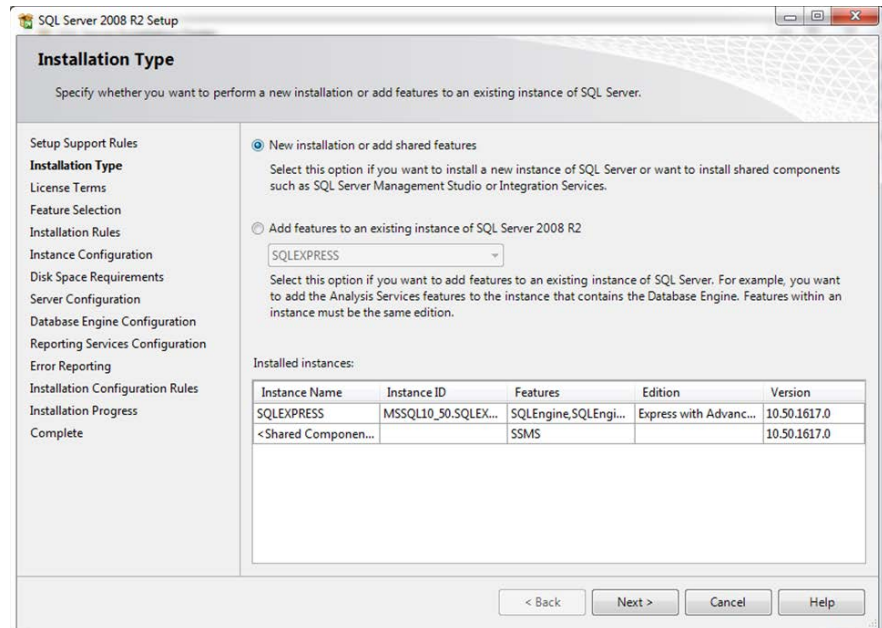 SQL Server 2008 R2 Setup
Installation Type
Specify whether you want to perform a new installation or add features to an existing instance of SQL Server.
Setup Support Rules
Installation Type
License Terms
Feature Selection
Installation Rules
Instance Configuration
Disk Space Requirements
Server Configuration
Database Engine Configuration
Reporting Services Configuration
Error Reporting
Installation Configuration Rules
Installation Progress
Complete
New installation or add shared features
Select this option if you want to install a new instance of SQL Server or want to install shared components
such as SQL Server Management Studio or Integration Services.
Add features to an existing instance of SQL Server 2008 R2
SQLEXPRESS
Select this option if you want to add features to an existing instance of SQL Server. For example, you want
to add the Analysis Services features to the instance that contains the Database Engine. Features within an
instance must be the same edition.
Installed instances:
Instance Name Instance ID Features Edition Version
SQLEXPRESS MSSQL10_50.SQLEX... SQLEngine,SQLEngi... Express with Advanc... 10.50.1617.0
<Shared Componen... SSMS 10.50.1617.0
< Back Next > Cancel Help